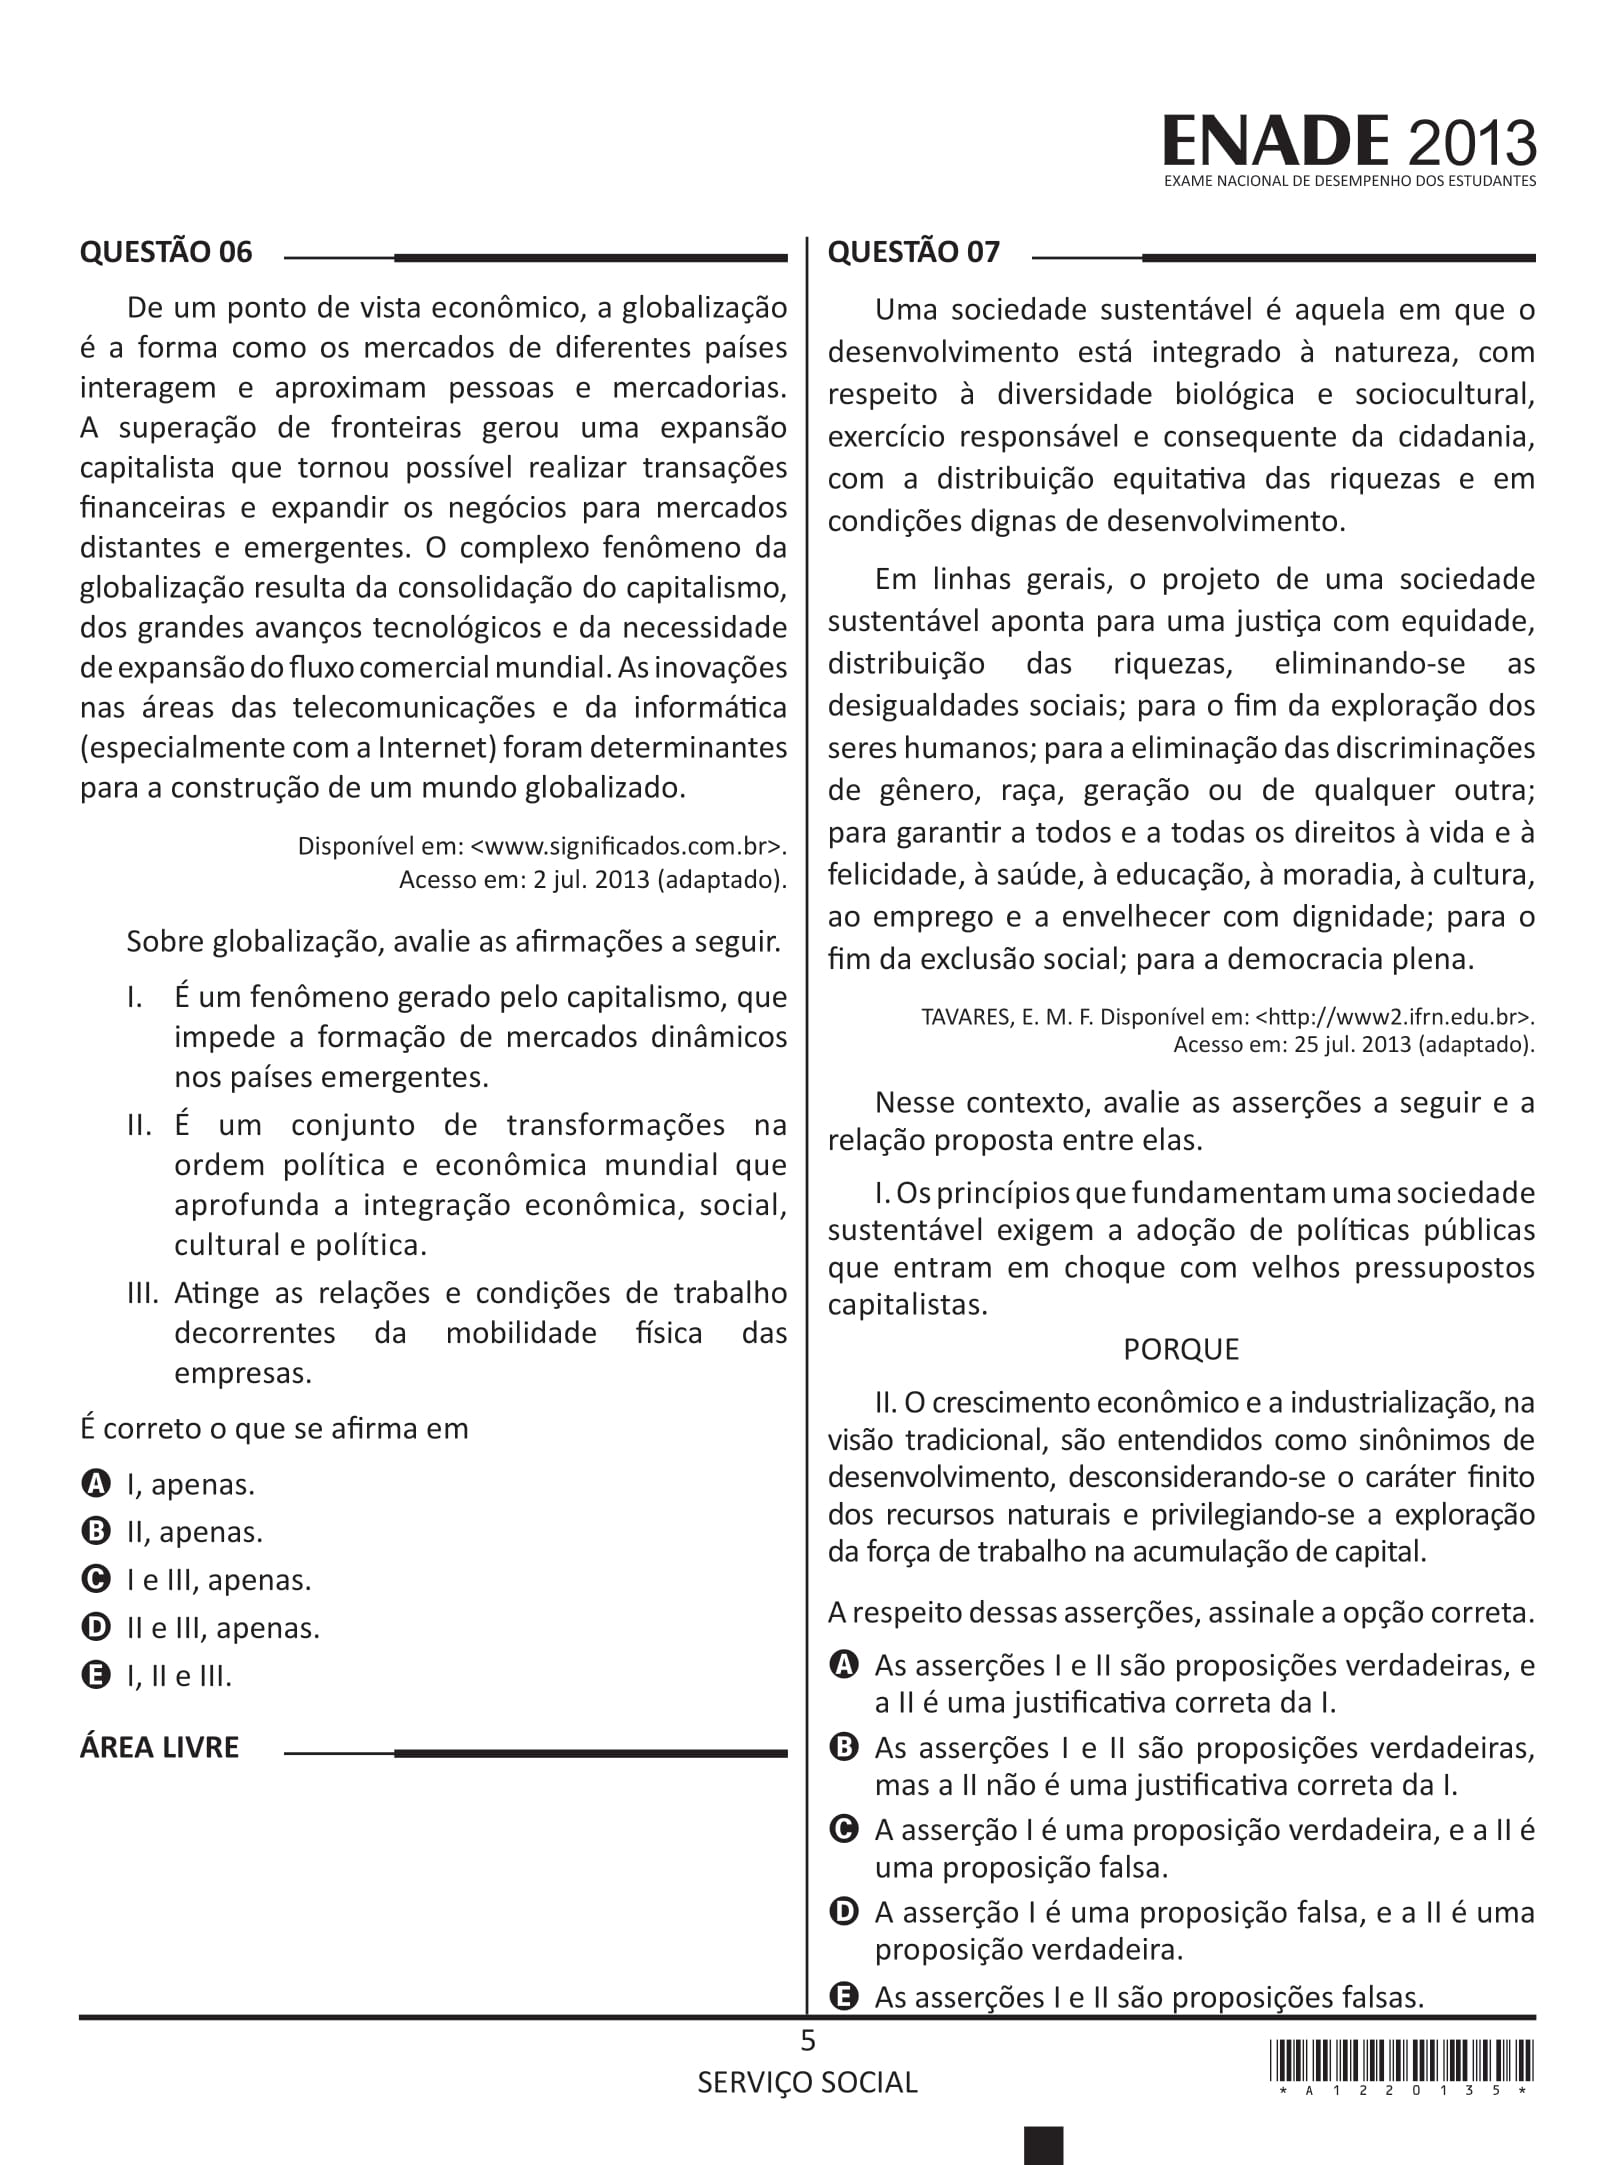 ENADE 2013
EXAME NACIONAL DE DESEMPENHO DOS ESTUDANTES
QUESTÃO 06
De um ponto de vista econômico, a globalização
é a forma como os mercados de diferentes países
interagem e aproximam pessoas e mercadorias.
A superação de fronteiras gerou uma expansão
capitalista que tornou possível realizar transações
financeiras e expandir os negócios para mercados
distantes e emergentes. O complexo fenômeno da
globalização resulta da consolidação do capitalismo,
dos grandes avanços tecnológicos e da necessidade
de expansão do fluxo comercial mundial. As inovações
nas áreas das telecomunicações e da informática
(especialmente com a Internet) foram determinantes
para a construção de um mundo globalizado.
Disponível em: <www.significados.com.br>.
Acesso em: 2 jul. 2013 (adaptado).
Sobre globalização, avalie as afirmações a seguir.
I. É um fenômeno gerado pelo capitalismo, que
impede a formação de mercados dinâmicos
nos países emergentes.
II. É um conjunto de transformações na
ordem política e econômica mundial que
aprofunda a integração econômica, social,
cultural e política.
III. Atinge as relações e condições de trabalho
decorrentes da mobilidade física das
empresas.
É correto o que se afirma em
A I, apenas.
B II, apenas.
C I e III, apenas.
D II e III, apenas.
E I, II e III.
ÁREA LIVRE
QUESTÃO 07
Uma sociedade sustentável é aquela em que o
desenvolvimento está integrado à natureza, com
respeito à diversidade biológica e sociocultural,
exercício responsável e consequente da cidadania,
com a distribuição equitativa das riquezas e em
condições dignas de desenvolvimento.
Em linhas gerais, o projeto de uma sociedade
sustentável aponta para uma justiça com equidade,
distribuição das riquezas, eliminando-se as
desigualdades sociais; para o fim da exploração dos
seres humanos; para a eliminação das discriminações
de gênero, raça, geração ou de qualquer outra;
para garantir a todos e a todas os direitos à vida e à
felicidade, à saúde, à educação, à moradia, à cultura,
ao emprego e a envelhecer com dignidade; para o
fim da exclusão social; para a democracia plena.
TAVARES, E. M. F. Disponível em: <http://www2.ifrn.edu.br>.
Acesso em: 25 jul. 2013 (adaptado).
Nesse contexto, avalie as asserções a seguir e a
relação proposta entre elas.
I. Os princípios que fundamentam uma sociedade
sustentável exigem a adoção de políticas públicas
que entram em choque com velhos pressupostos
capitalistas.
PORQUE
II. O crescimento econômico e a industrialização, na
visão tradicional, são entendidos como sinônimos de
desenvolvimento, desconsiderando-se o caráter finito
dos recursos naturais e privilegiando-se a exploração
da força de trabalho na acumulação de capital.
A respeito dessas asserções, assinale a opção correta.
A As asserções I e II são proposições verdadeiras, e
a II é uma justificativa correta da I.
B As asserções I e II são proposições verdadeiras,
mas a II não é uma justificativa correta da I.
C A asserção I é uma proposição verdadeira, e a II é
uma proposição falsa.
D A asserção I é uma proposição falsa, e a II é uma
proposição verdadeira.
E As asserções I e II são proposições falsas.
5
SERVIÇO SOCIAL
*A1220135*